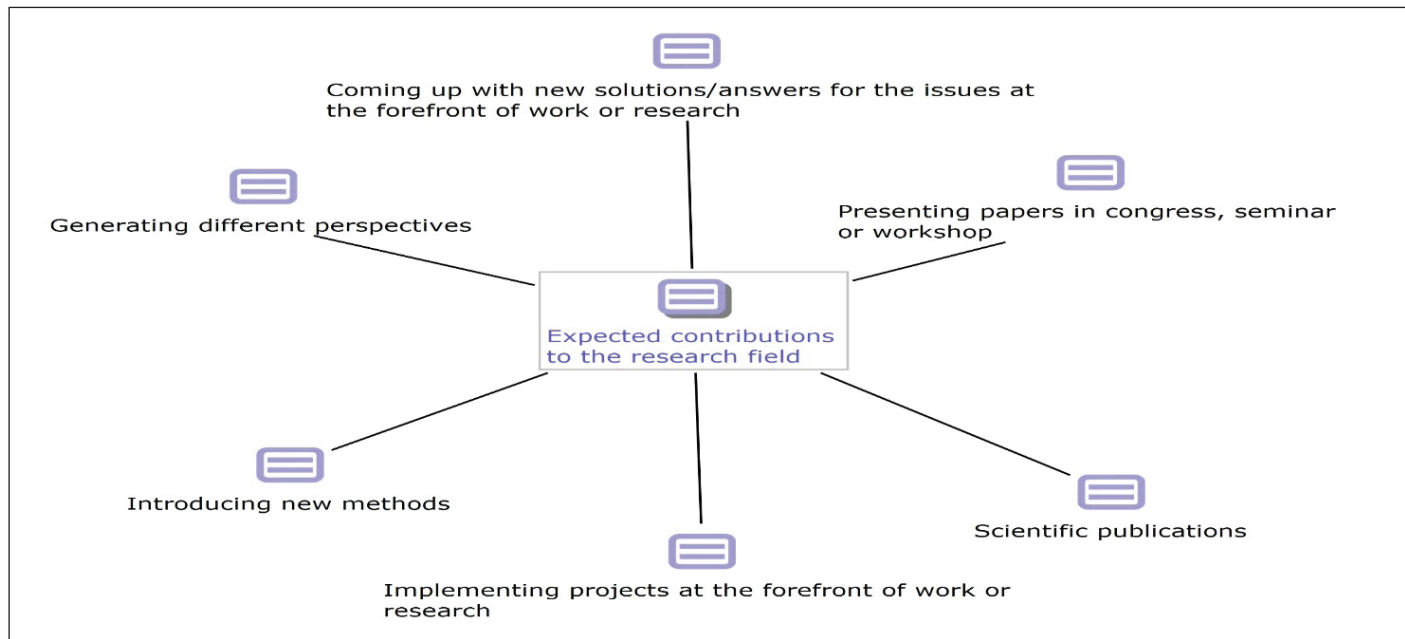 Coming up with new solutions/answers for the issues at
the forefront of work or research
Generating different perspectives
Presenting papers in congress, seminar
or workshop
Expected contributions
to the research field
Introducing new methods
Scientific publications
Implementing projects at the forefront of work or
research